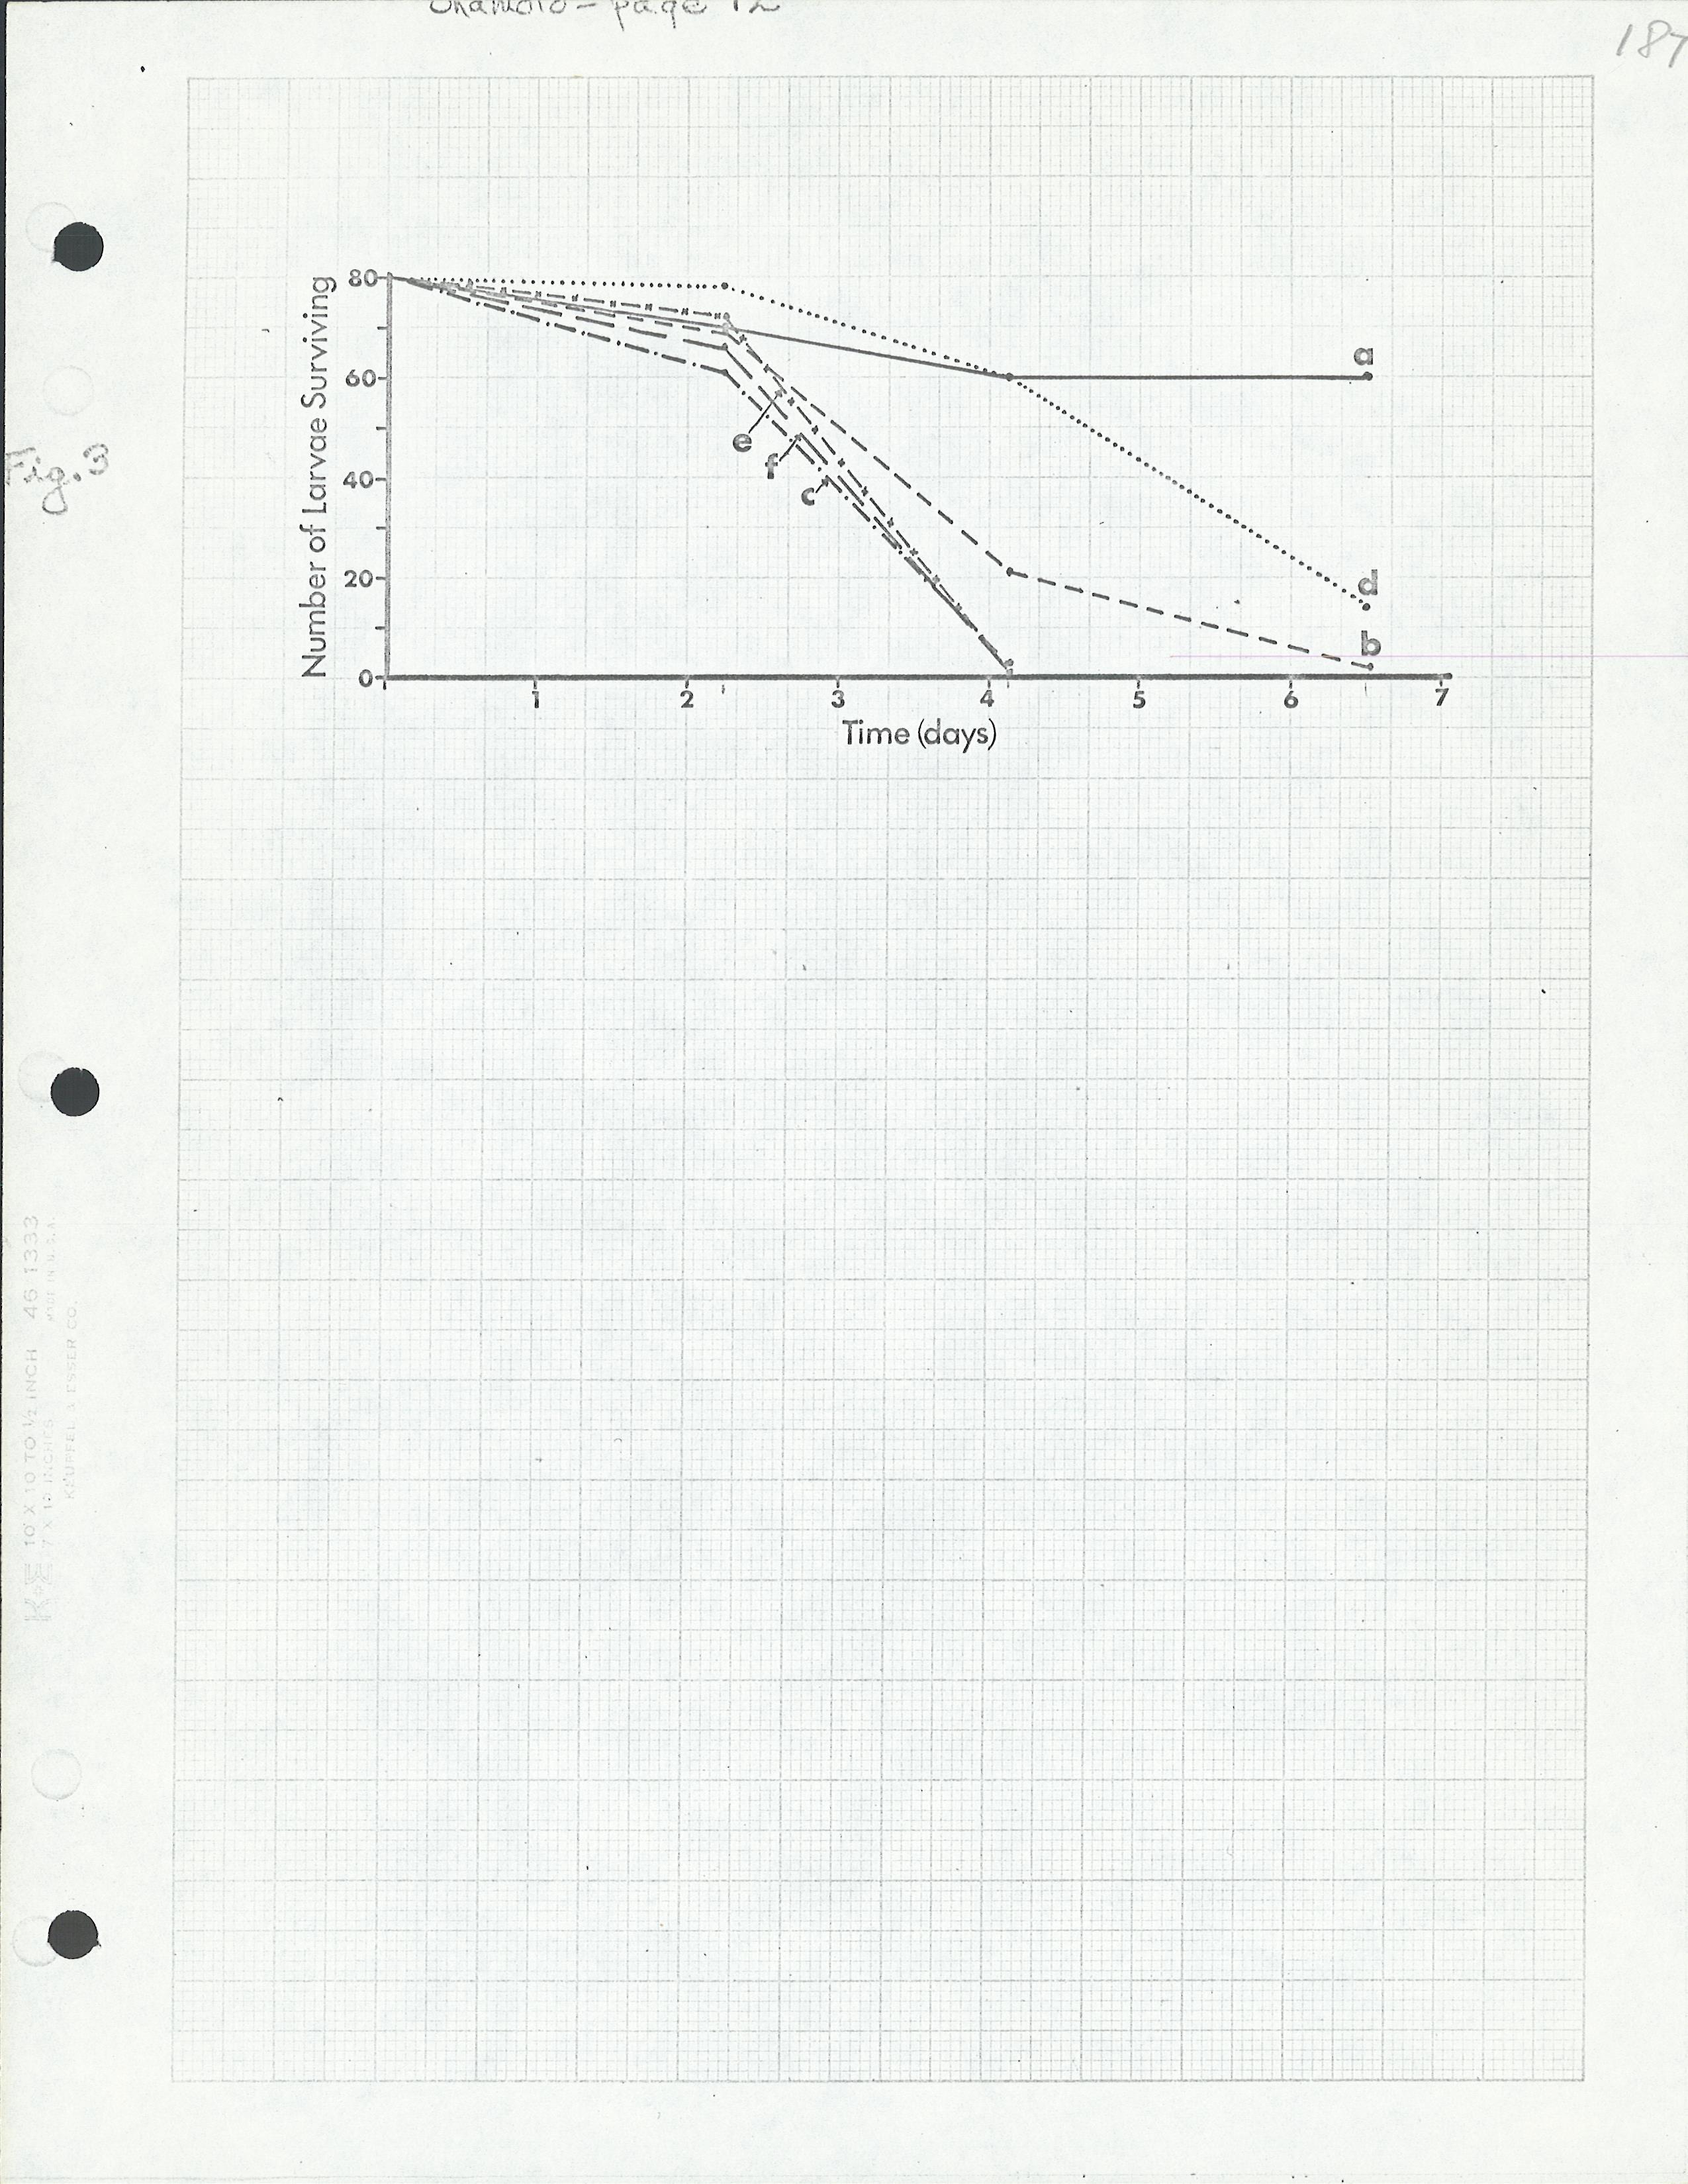 page 12
187
Fig. 3
Number of Larvae Surviving
80
60
40
20
0
a
e
f
c
d
b
1 2 3 4 5 6 7
Time (days)
K+E 10 X 10 TO ½ INCH 46 1333
7 X 10 INCHES MADE IN U.S.A.
KEUFFEL & ESSER CO.